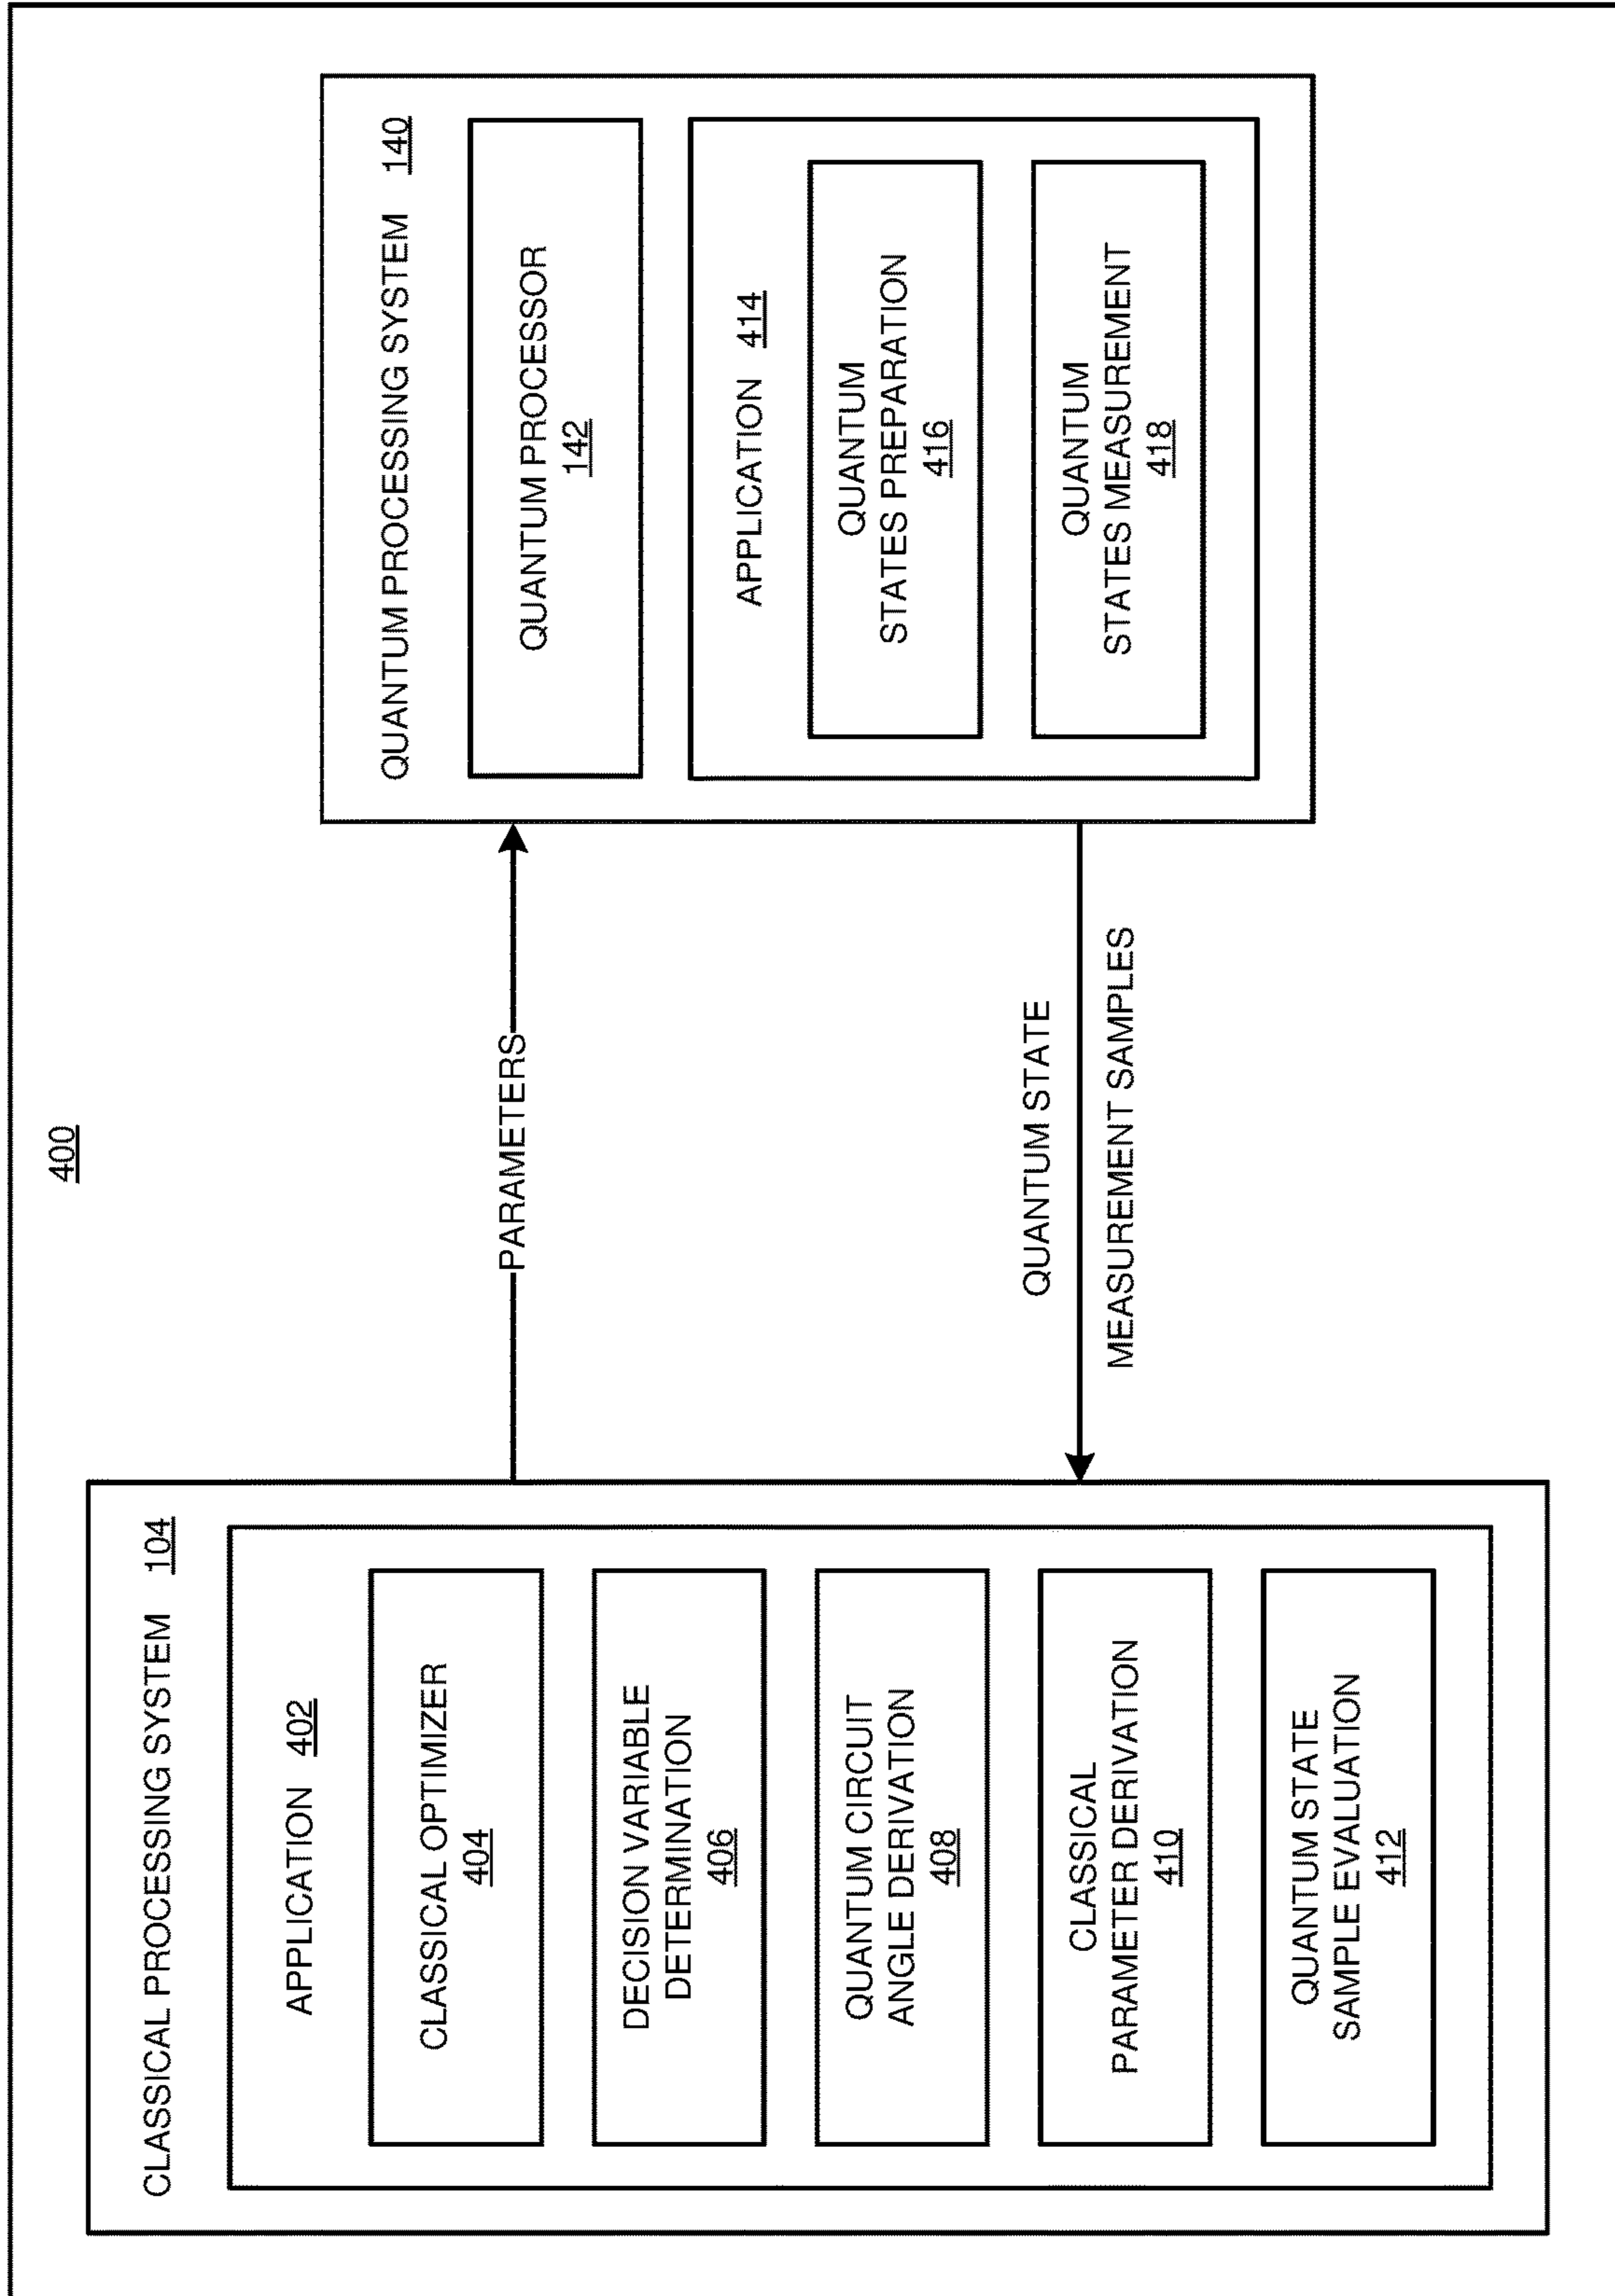 400
CLASSICAL PROCESSING SYSTEM 104
APPLICATION 402
CLASSICAL OPTIMIZER
404
DECISION VARIABLE
DETERMINATION
406
QUANTUM CIRCUIT
ANGLE DERIVATION
408
CLASSICAL
PARAMETER DERIVATION
410
QUANTUM STATE
SAMPLE EVALUATION
412
PARAMETERS
QUANTUM STATE
MEASUREMENT SAMPLES
QUANTUM PROCESSING SYSTEM 140
QUANTUM PROCESSOR
142
APPLICATION 414
QUANTUM
STATES PREPARATION
416
QUANTUM
STATES MEASUREMENT
418